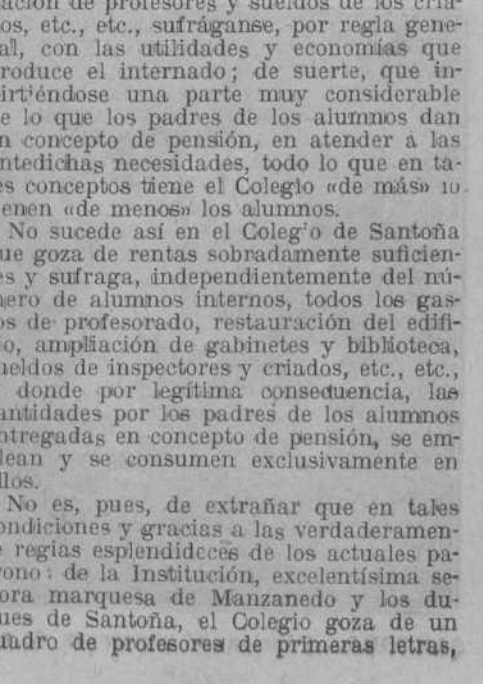 ación de profesores y sueldos de los cria-
os, etc., etc., sufráganse, por regla gene-
al, con las utilidades y economías que
roduce el internado; de suerte, que in-
irtiéndose una parte muy considerable
e lo que los padres de los alumnos dan
n concepto de pensión, en atender a las
ntedichas necesidades, todo lo que en ta-
es conceptos tiene el Colegio «de más» lo
ienen «de menos» los alumnos.
No sucede así en el Colegio de Santoña
ue goza de rentas sobradamente suficien-
es y sufraga, independientemente del nú-
mero de alumnos internos, todos los gas-
os de profesorado, restauración del edifi-
io, ampliación de gabinetes y biblioteca,
ueldos de inspectores y criados, etc., etc.,
donde por legítima consecuencia, las
antidades por los padres de los alumnos
ntregadas en concepto de pensión, se em-
lean y se consumen exclusivamente en
llos.
No es, pues, de extrañar que en tales
ondiciones y gracias a las verdaderamen-
e regias esplendideces de los actuales pa-
rono: de la Institución, excelentísima se-
ora marquesa de Manzanedo y los du-
ues de Santoña, el Colegio goza de un
uadro de profesores de primeras letras,